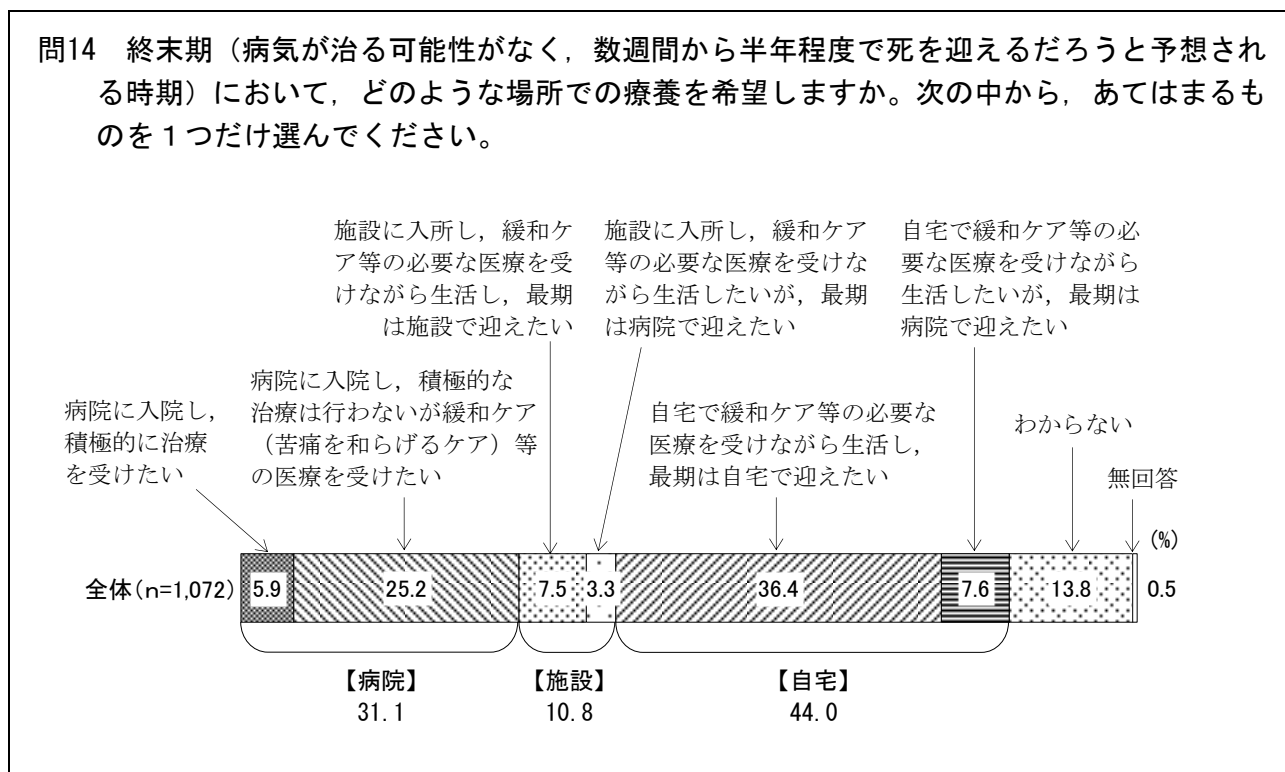 問14　終末期（病気が治る可能性がなく，数週間から半年程度で死を迎えるだろうと予想され
る時期）において，どのような場所での療養を希望しますか。次の中から，あてはまるも
のを１つだけ選んでください。
施設に入所し，緩和ケ
ア等の必要な医療を受
けながら生活し，最期
は施設で迎えたい
施設に入所し，緩和ケア
等の必要な医療を受けな
がら生活したいが，最期
は病院で迎えたい
自宅で緩和ケア等の必
要な医療を受けながら
生活したいが，最期は
病院で迎えたい
病院に入院し，
積極的に治療
を受けたい
病院に入院し，積極的な
治療は行わないが緩和ケア
（苦痛を和らげるケア）等
の医療を受けたい
自宅で緩和ケア等の必要な
医療を受けながら生活し，
最期は自宅で迎えたい
わからない
無回答
(%)
全体(n=1,072) 5.9 25.2 7.5 3.3 36.4 7.6 13.8 0.5
【病院】 【施設】 【自宅】
31.1 10.8 44.0